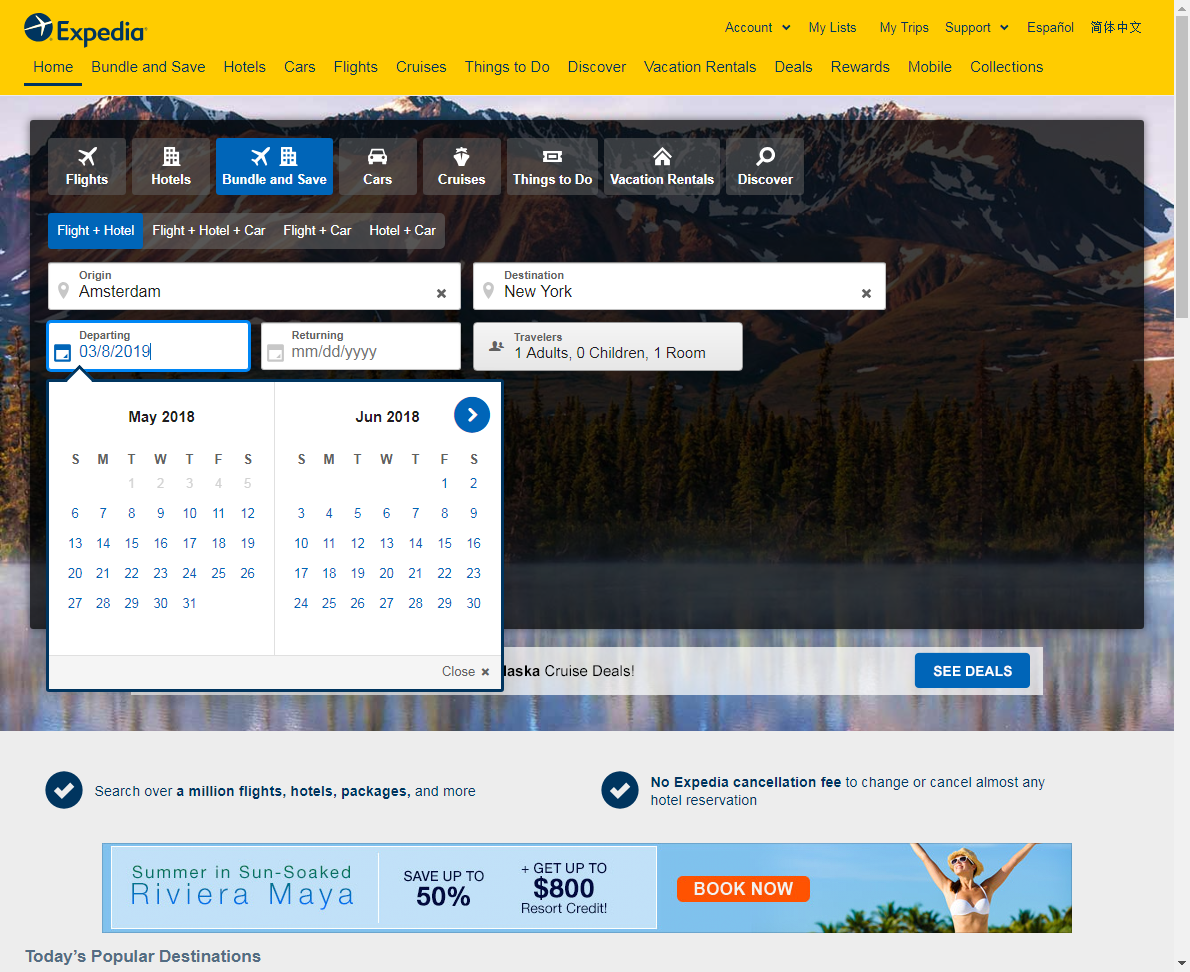 Expedia
Account My Lists My Trips Support Español 简体中文
Home Bundle and Save Hotels Cars Flights Cruises Things to Do Discover Vacation Rentals Deals Rewards Mobile Collections
Flights Hotels Bundle and Save Cars Cruises Things to Do Vacation Rentals Discover
Flight + Hotel Flight + Hotel + Car Flight + Car Hotel + Car
Origin
Amsterdam
Destination
New York
Departing
03/8/2019
Returning
mm/dd/yyyy
Travelers
1 Adults, 0 Children, 1 Room
May 2018
S M T W T F S
1 2 3 4 5
6 7 8 9 10 11 12
13 14 15 16 17 18 19
20 21 22 23 24 25 26
27 28 29 30 31
Jun 2018
S M T W T F S
1 2
3 4 5 6 7 8 9
10 11 12 13 14 15 16
17 18 19 20 21 22 23
24 25 26 27 28 29 30
Close
laska Cruise Deals!
SEE DEALS
Search over a million flights, hotels, packages, and more
No Expedia cancellation fee to change or cancel almost any
hotel reservation
Summer in Sun-Soaked
Riviera Maya
SAVE UP TO
50%
+ GET UP TO
$800
Resort Credit!
BOOK NOW
Today's Popular Destinations